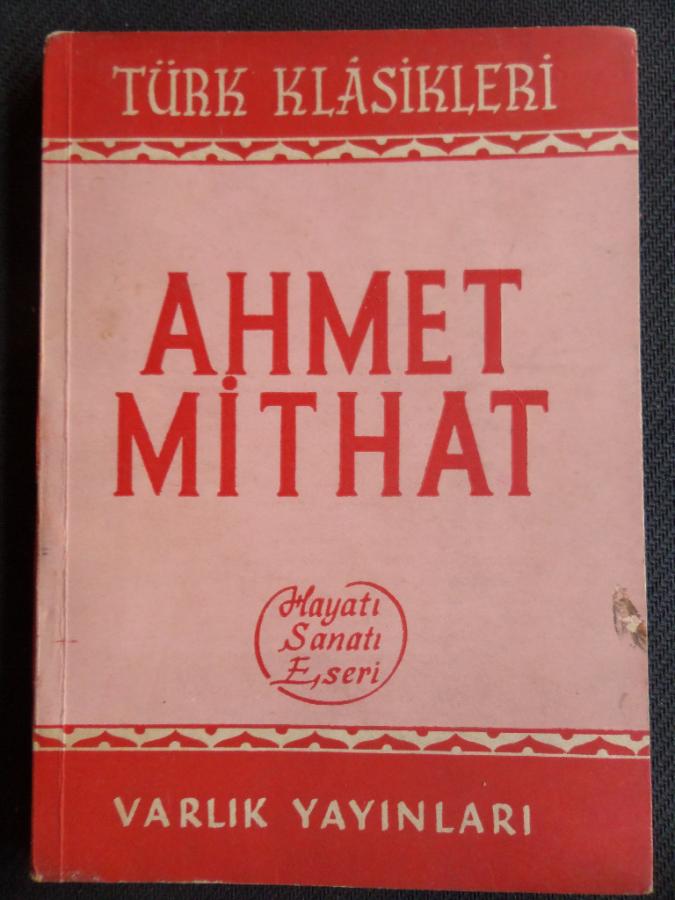 TÜRK KLÂSİKLERİ
AHMET
MİTHAT
Hayatı
Sanatı
Eseri
VARLIK YAYINLARI